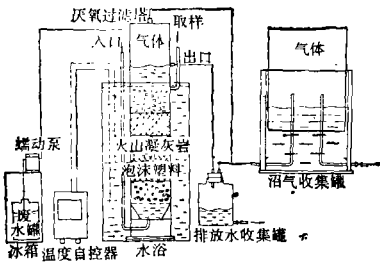 厌氧过滤塔
取样
入口
气体
出口
气体
火山凝灰岩
泡沫塑料
蠕动泵
废
水
罐
冰箱
温度自控器
水浴
排放水收集罐
沼气收集罐